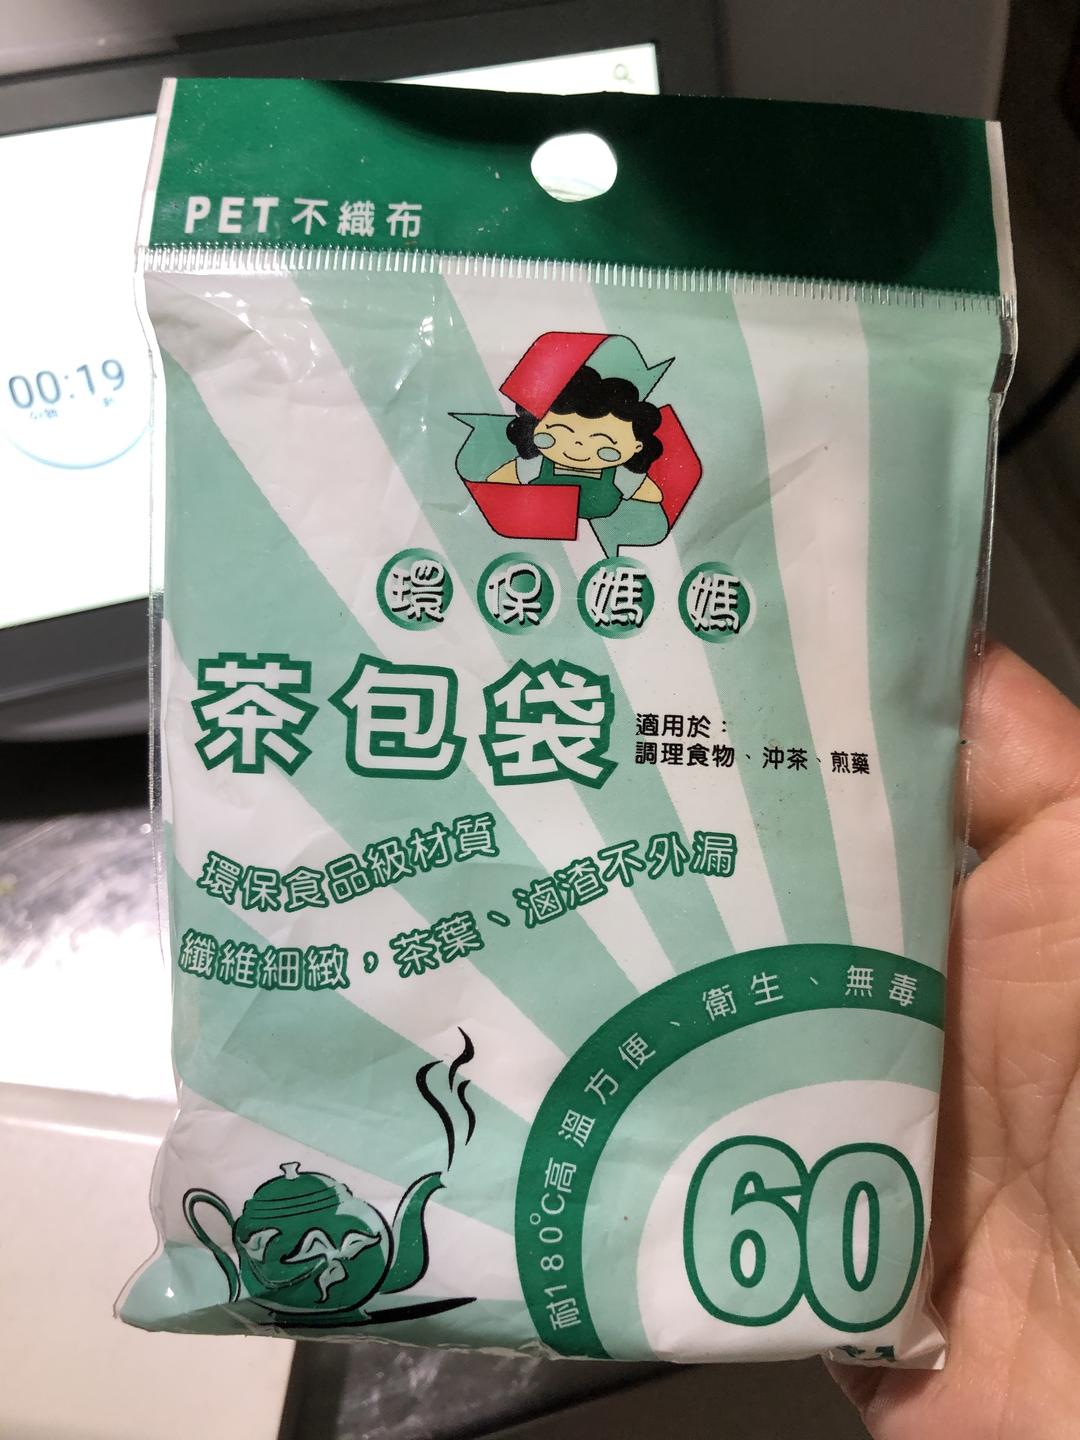 PET不織布
00:19
環保媽媽
茶包袋
適用於：
調理食物、沖茶、煎藥
環保食品級材質
纖維細緻，茶葉、滷渣不外漏
耐180°C高溫方便、衛生、無毒
60